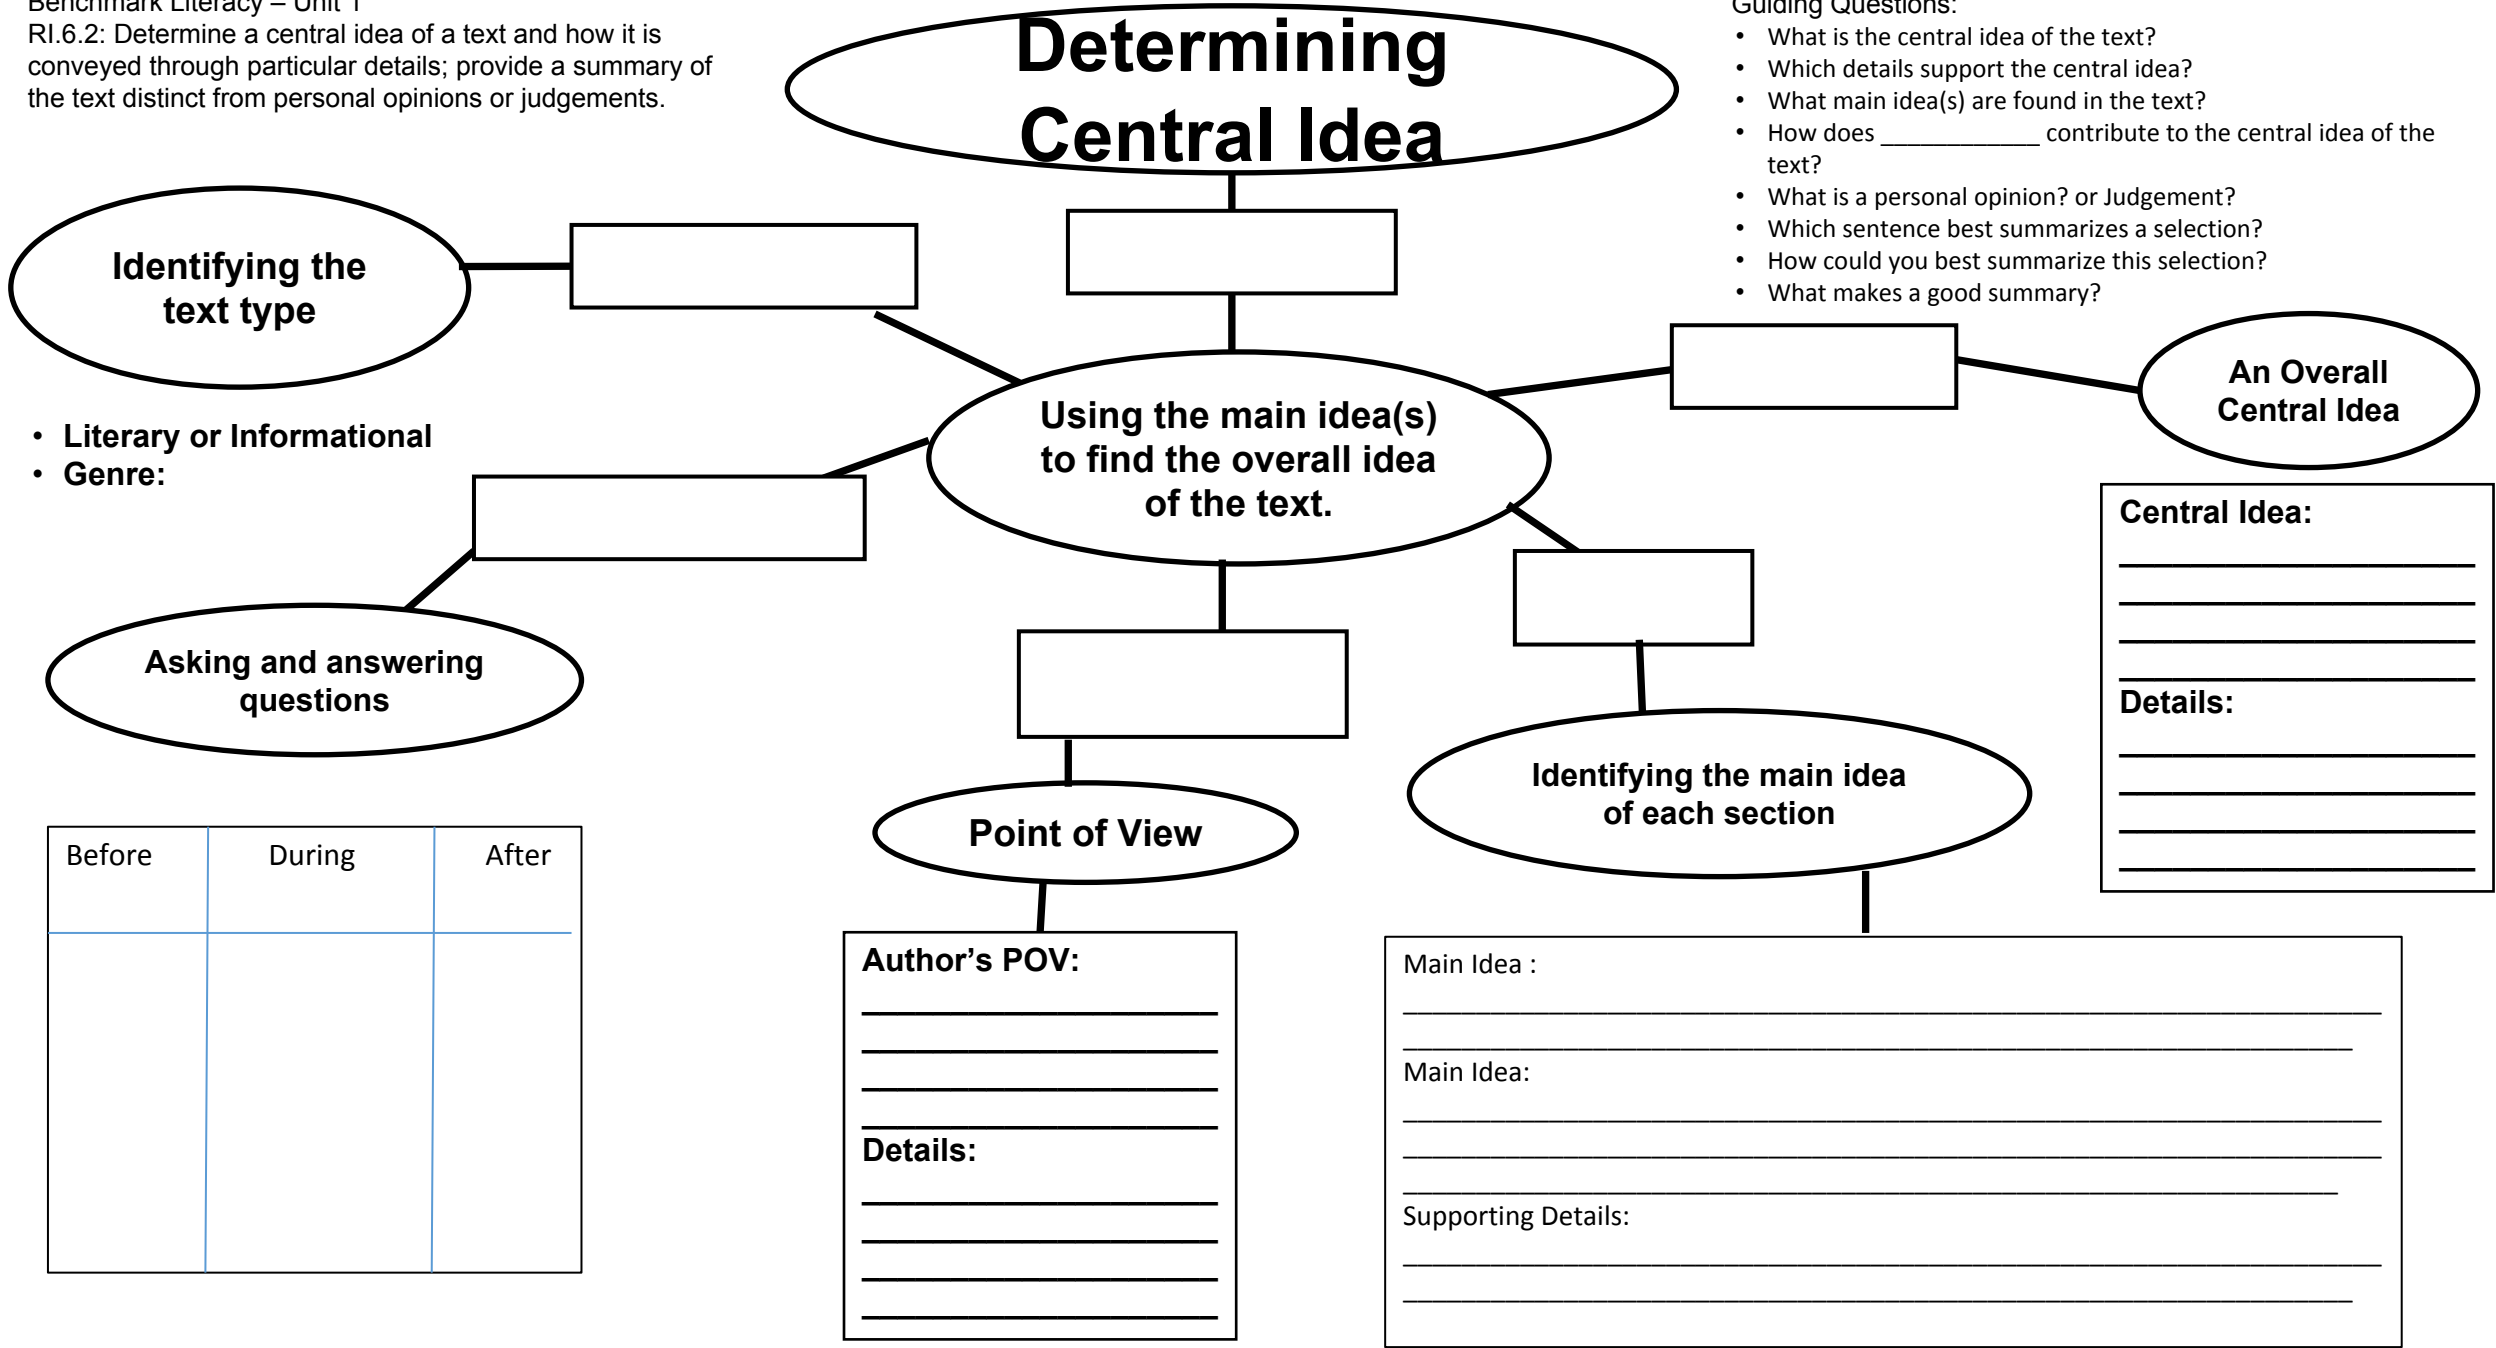 Benchmark Literacy – Unit 1
RI.6.2: Determine a central idea of a text and how it is
conveyed through particular details; provide a summary of
the text distinct from personal opinions or judgements.
Determining
Central Idea
Guiding Questions:
• What is the central idea of the text?
• Which details support the central idea?
• What main idea(s) are found in the text?
• How does ____________ contribute to the central idea of the
text?
• What is a personal opinion? or Judgement?
• Which sentence best summarizes a selection?
• How could you best summarize this selection?
• What makes a good summary?
Identifying the
text type
• Literary or Informational
• Genre:
Using the main idea(s)
to find the overall idea
of the text.
An Overall
Central Idea
Central Idea:
Details:
Asking and answering
questions
Before During After
Point of View
Author’s POV:
Details:
Identifying the main idea
of each section
Main Idea :
Main Idea:
Supporting Details: